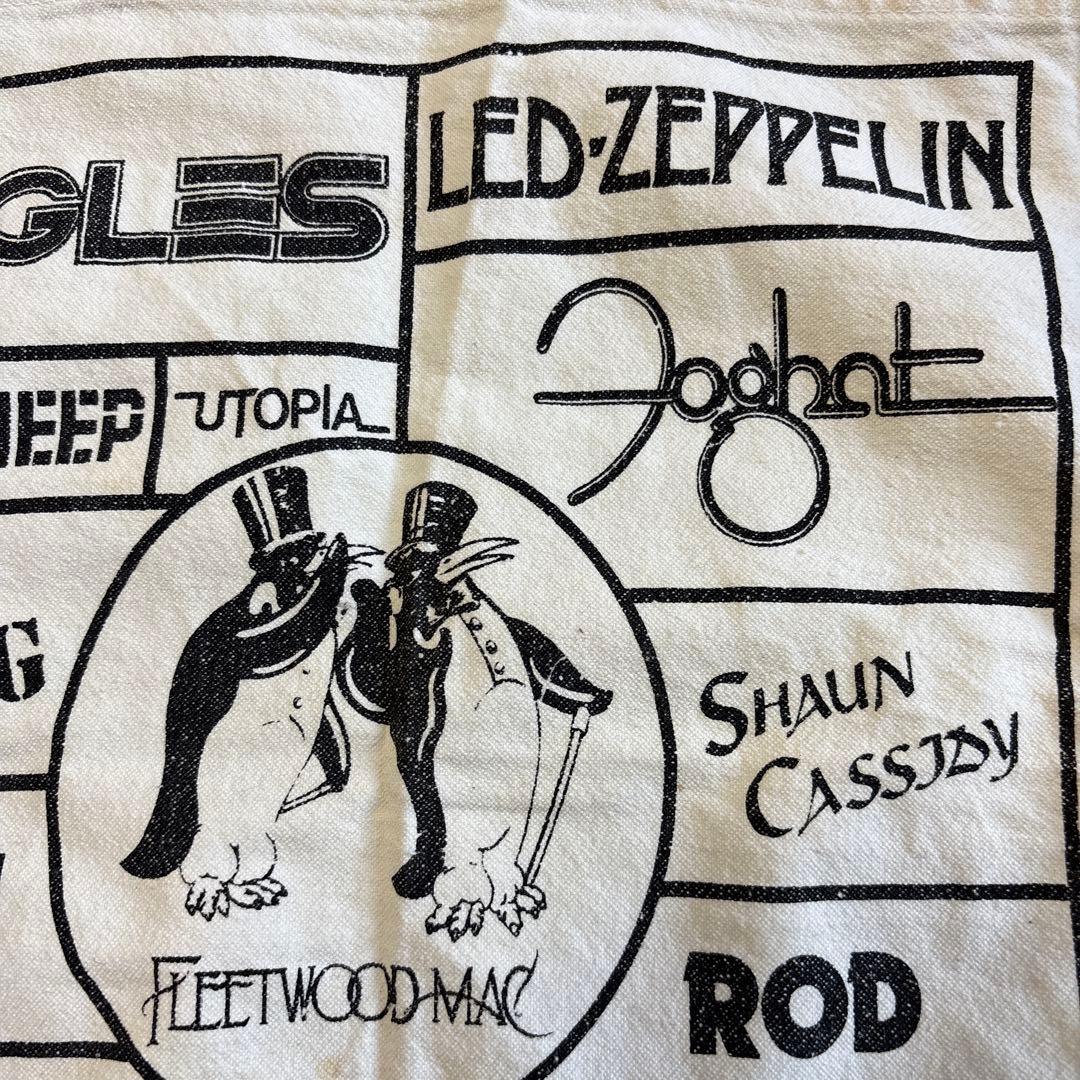 GLES
LED-ZEPPELIN
Foghat
HEEP
UTOPIA
G
SHAUN
CASSIDY
FLEETWOOD MAC
ROD